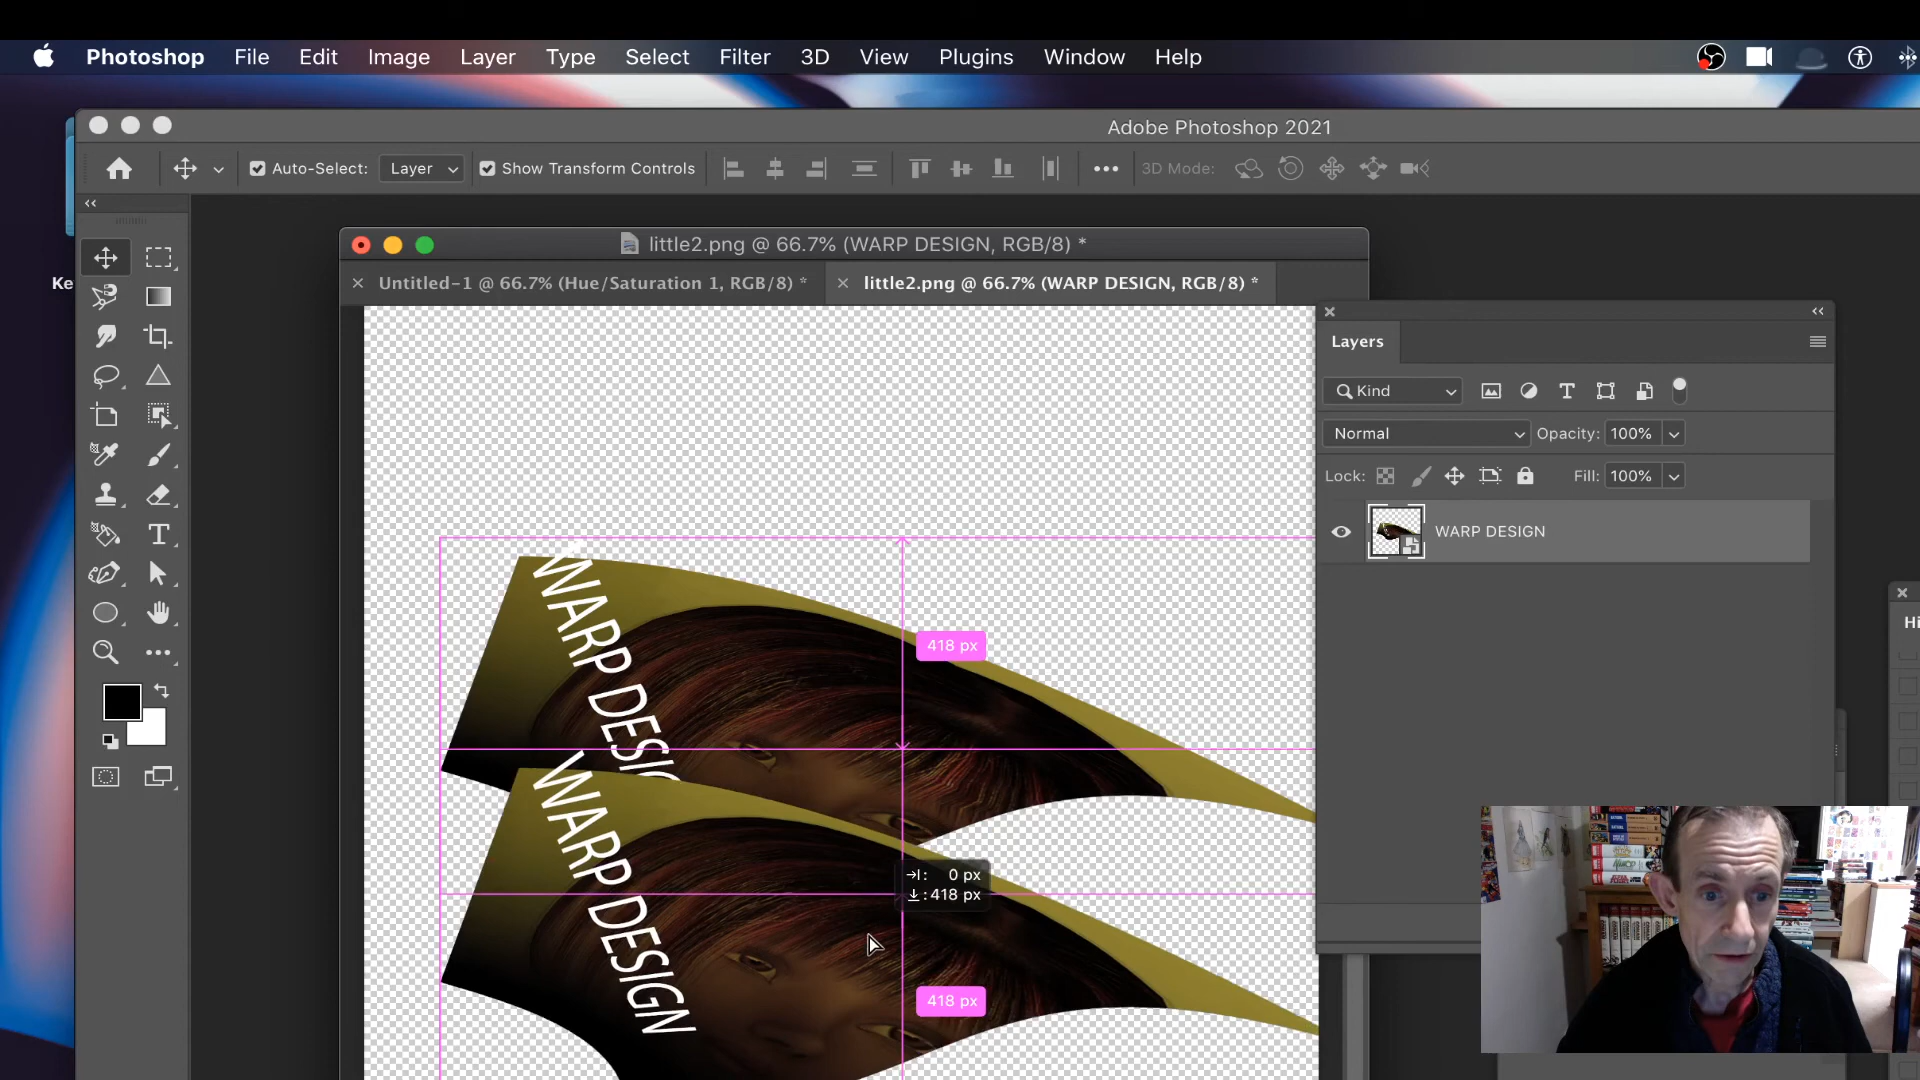 Photoshop File Edit Image Layer Type Select Filter 3D View Plugins Window Help
Adobe Photoshop 2021
Auto-Select: Layer Show Transform Controls 3D Mode:
little2.png @ 66.7% (WARP DESIGN, RGB/8) *
Ke
Untitled-1 @ 66.7% (Hue/Saturation 1, RGB/8) * little2.png @ 66.7% (WARP DESIGN, RGB/8) *
Layers
Kind
Normal Opacity: 100%
Lock: Fill: 100%
WARP DESIGN
Hi
WARP DESIG
418 px
WARP DESIGN
0 px
418 px
418 px